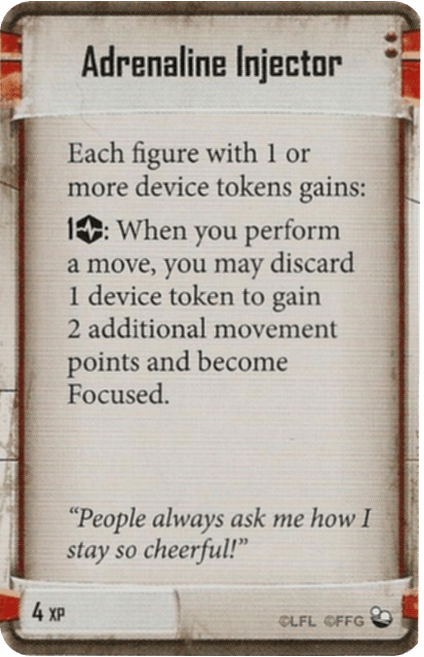 Adrenaline Injector
Each figure with 1 or
more device tokens gains:
1: When you perform
a move, you may discard
1 device token to gain
2 additional movement
points and become
Focused.
“People always ask me how I
stay so cheerful!”
4 XP
©LFL ©FFG